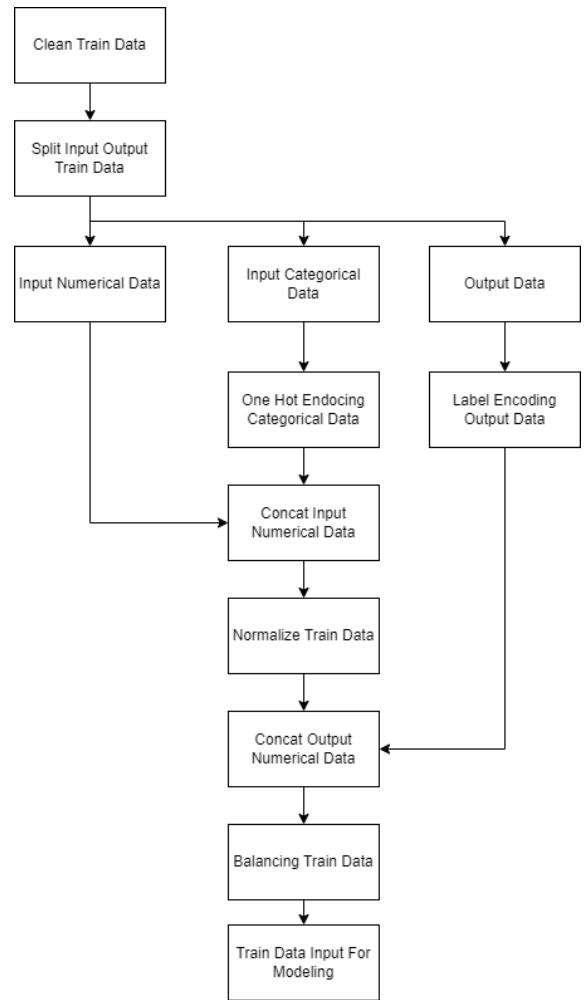 Clean Train Data
Split Input Output
Train Data
Input Numerical Data
Input Categorical
Data
Output Data
One Hot Endocing
Categorical Data
Label Encoding
Output Data
Concat Input
Numerical Data
Normalize Train Data
Concat Output
Numerical Data
Balancing Train Data
Train Data Input For
Modeling